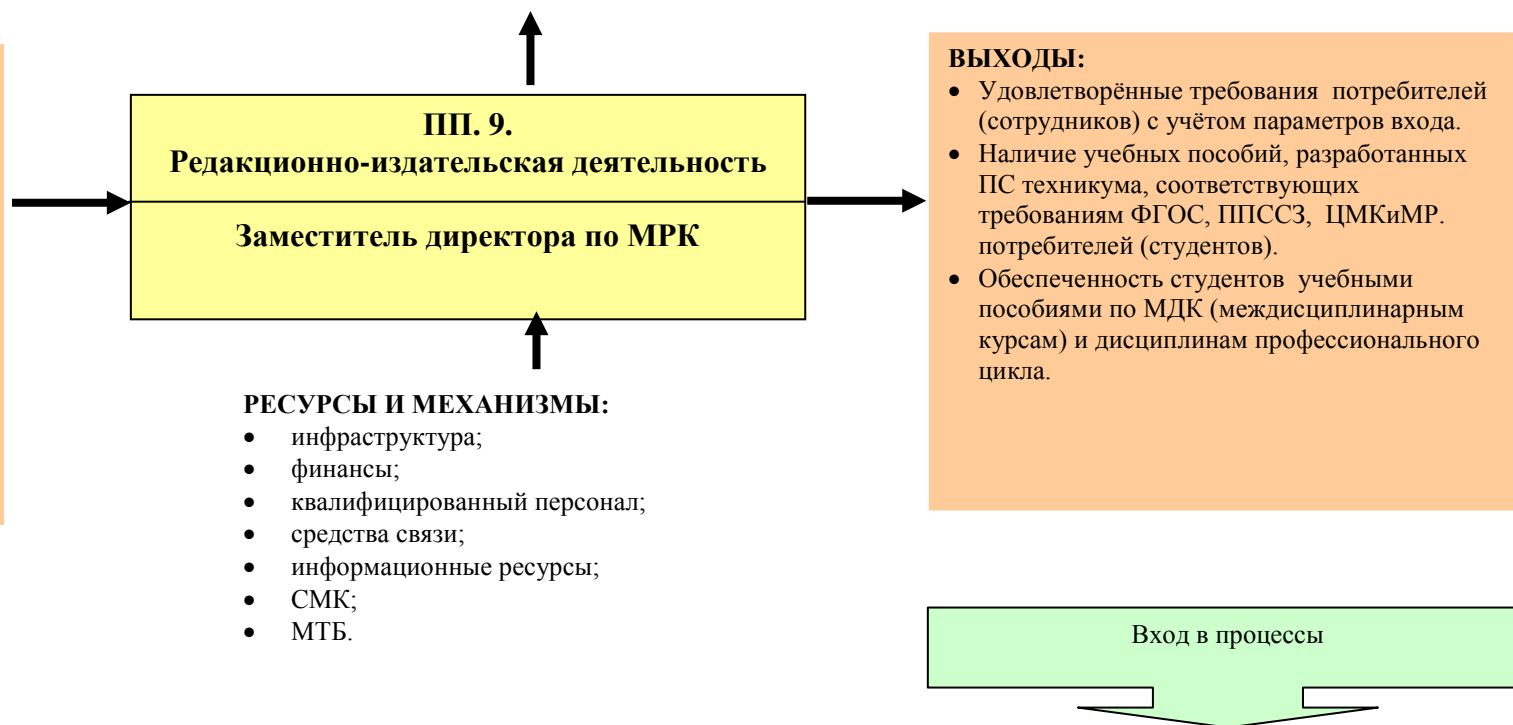 ПП. 9.
Редакционно-издательская деятельность
Заместитель директора по МРК
ВЫХОДЫ:
• Удовлетворённые требования потребителей
(сотрудников) с учётом параметров входа.
• Наличие учебных пособий, разработанных
ПС техникума, соответствующих
требованиям ФГОС, ППССЗ, ЦМКиМР.
потребителей (студентов).
• Обеспеченность студентов учебными
пособиями по МДК (междисциплинарным
курсам) и дисциплинам профессионального
цикла.
РЕСУРСЫ И МЕХАНИЗМЫ:
• инфраструктура;
• финансы;
• квалифицированный персонал;
• средства связи;
• информационные ресурсы;
• СМК;
• МТБ.
Вход в процессы